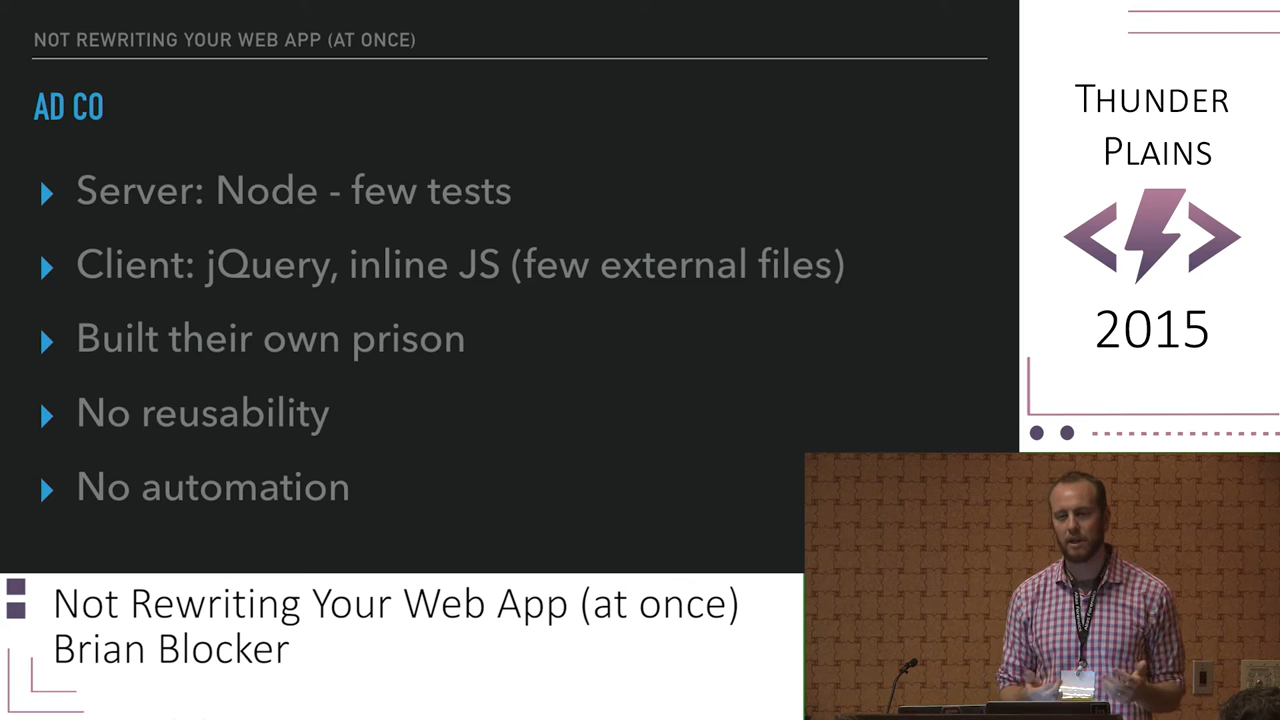 NOT REWRITING YOUR WEB APP (AT ONCE)
AD CO
Server: Node - few tests
Client: jQuery, inline JS (few external files)
Built their own prison
No reusability
No automation
THUNDER
PLAINS
2015
Not Rewriting Your Web App (at once)
Brian Blocker